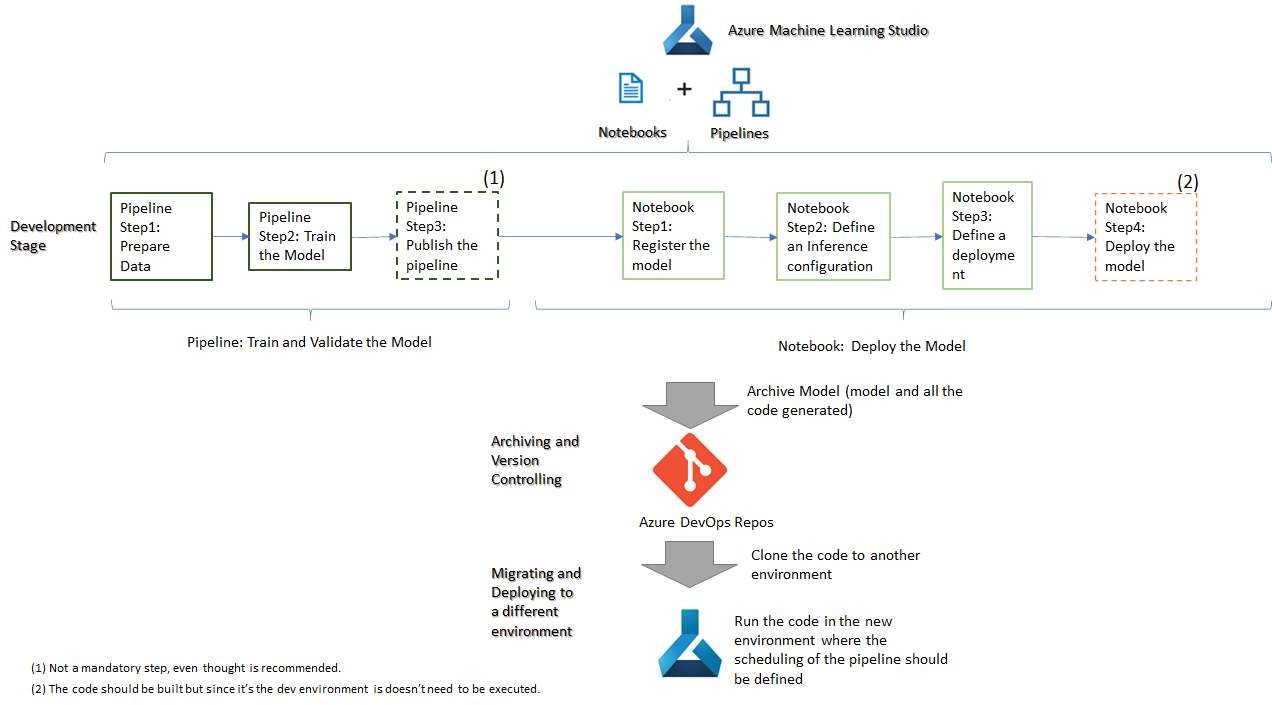 Azure Machine Learning Studio
+
Notebooks
Pipelines
Development
Stage
Pipeline
Step1:
Prepare
Data
Pipeline
Step2: Train
the Model
(1)
Pipeline
Step3:
Publish the
pipeline
Notebook
Step1:
Register the
model
Notebook
Step2: Define
an Inference
configuration
Notebook
Step3:
Define a
deployme
nt
(2)
Notebook
Step4:
Deploy the
model
Pipeline: Train and Validate the Model
Notebook: Deploy the Model
Archive Model (model and all the
code generated)
Archiving and
Version
Controlling
Azure DevOps Repos
Clone the code to another
environment
Migrating and
Deploying to
a different
environment
Run the code in the new
environment where the
scheduling of the pipeline should
be defined
(1) Not a mandatory step, even thought is recommended.
(2) The code should be built but since it's the dev environment is doesn't need to be executed.